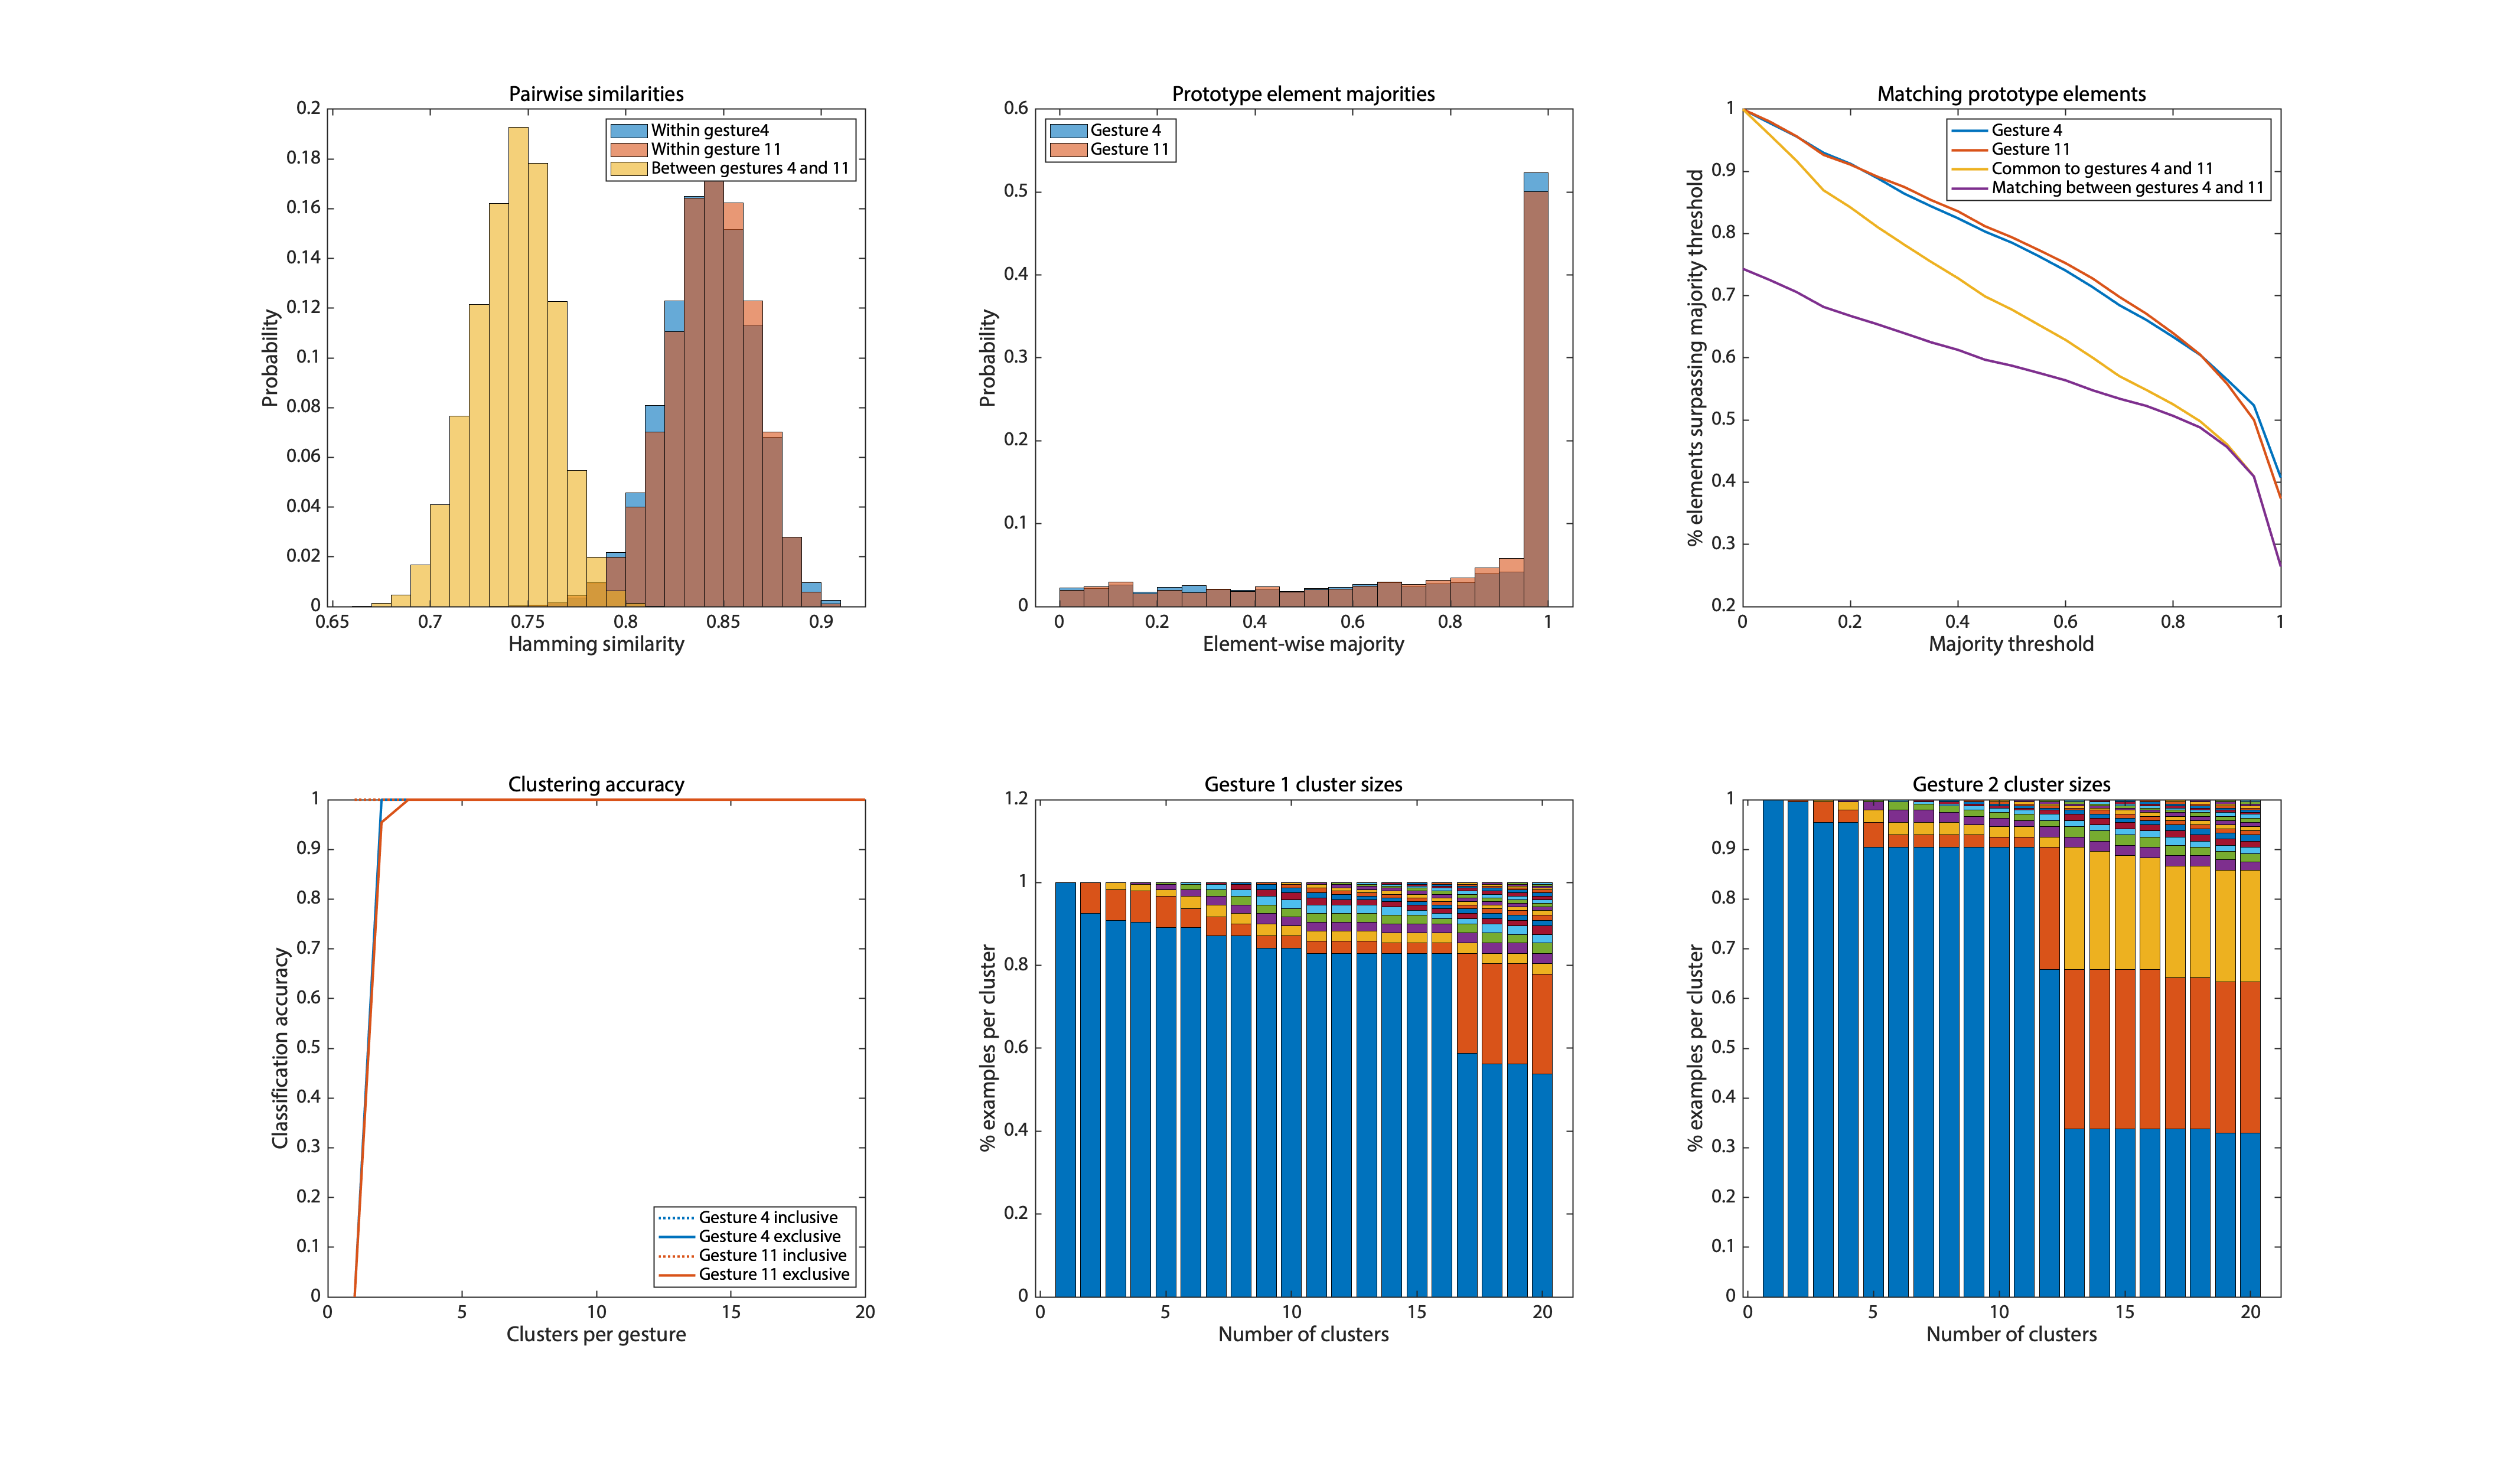 Pairwise similarities
0.2
0.18
0.16
0.14
0.12
0.1
0.08
0.06
0.04
0.02
0
Probability
Within gesture4
Within gesture 11
Between gestures 4 and 11
0.65 0.7 0.75 0.8 0.85 0.9
Hamming similarity
Prototype element majorities
0.6
0.5
0.4
0.3
0.2
0.1
0
Probability
Gesture 4
Gesture 11
0 0.2 0.4 0.6 0.8 1
Element-wise majority
Matching prototype elements
1
0.9
0.8
0.7
0.6
0.5
0.4
0.3
0.2
% elements surpassing majority threshold
Gesture 4
Gesture 11
Common to gestures 4 and 11
Matching between gestures 4 and 11
0 0.2 0.4 0.6 0.8 1
Majority threshold
Clustering accuracy
1
0.9
0.8
0.7
0.6
0.5
0.4
0.3
0.2
0.1
0
Classification accuracy
Gesture 4 inclusive
Gesture 4 exclusive
Gesture 11 inclusive
Gesture 11 exclusive
0 5 10 15 20
Clusters per gesture
Gesture 1 cluster sizes
1.2
1
0.8
0.6
0.4
0.2
0
% examples per cluster
0 5 10 15 20
Number of clusters
Gesture 2 cluster sizes
1
0.9
0.8
0.7
0.6
0.5
0.4
0.3
0.2
0.1
0
% examples per cluster
0 5 10 15 20
Number of clusters